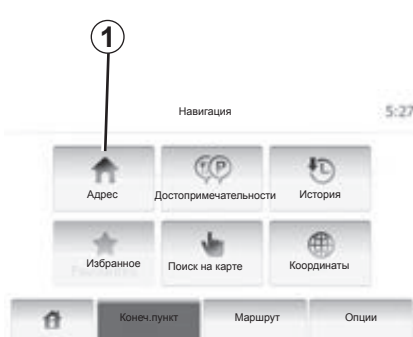 1
Навигация 5:27
Адрес Достопримечательности История
Избранное Поиск на карте Координаты
Конеч.пункт Маршрут Опции